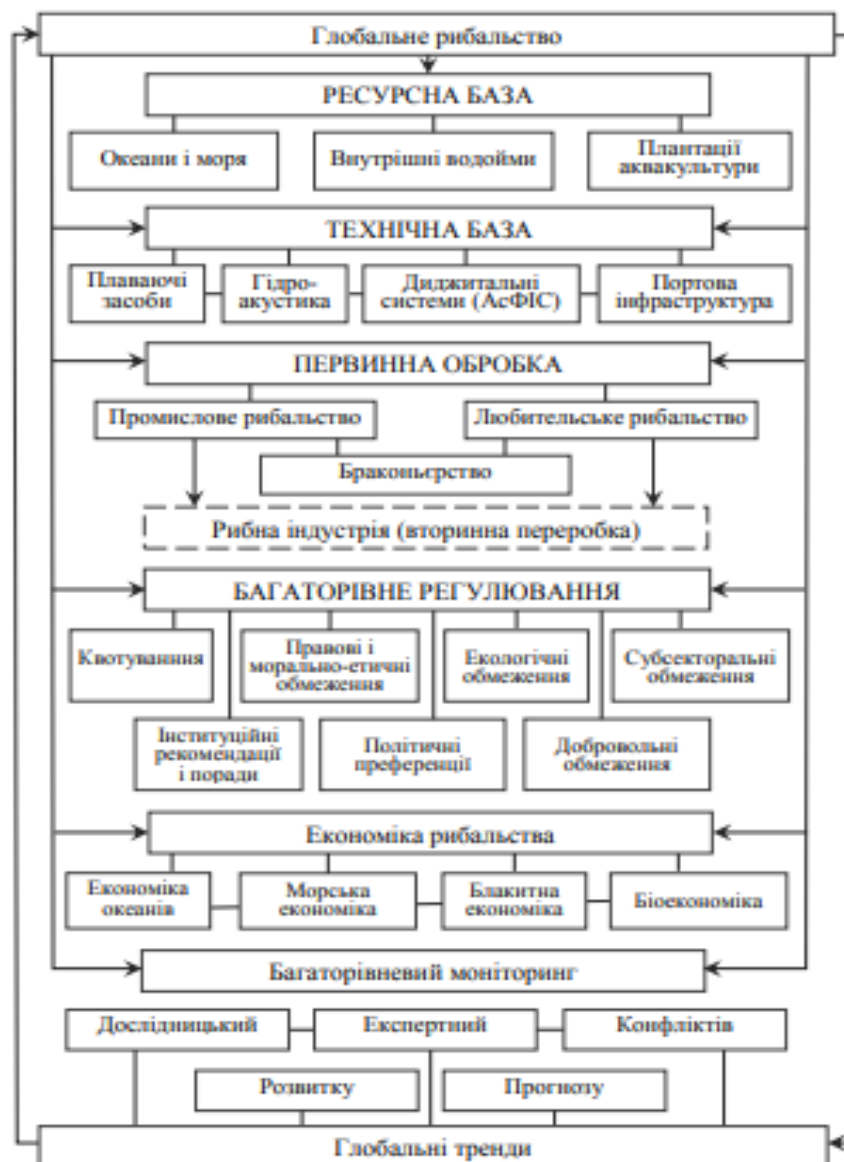 Глобальне рибальство
РЕСУРСНА БАЗА
Океани і моря
Внутрішні водойми
Плантації
аквакультури
ТЕХНІЧНА БАЗА
Плаваючі
засоби
Гідро-
акустика
Диджитальні
системи (АсФІС)
Портова
інфраструктура
ПЕРВИННА ОБРОБКА
Промислове рибальство
Любительське рибальство
Браконьєрство
Рибна індустрія (вторинна переробка)
БАГАТОРІВНЕ РЕГУЛЮВАННЯ
Квотуванння
Правові і
морально-етичні
обмеження
Екологічні
обмеження
Субсекторальні
обмеження
Інституційні
рекомендації
і поради
Політичні
преференції
Добровольні
обмеження
Економіка рибальства
Економіка
океанів
Морська
економіка
Блакитна
економіка
Біоекономіка
Багаторівневий моніторинг
Дослідницький
Експертний
Конфліктів
Розвитку
Прогнозу
Глобальні тренди